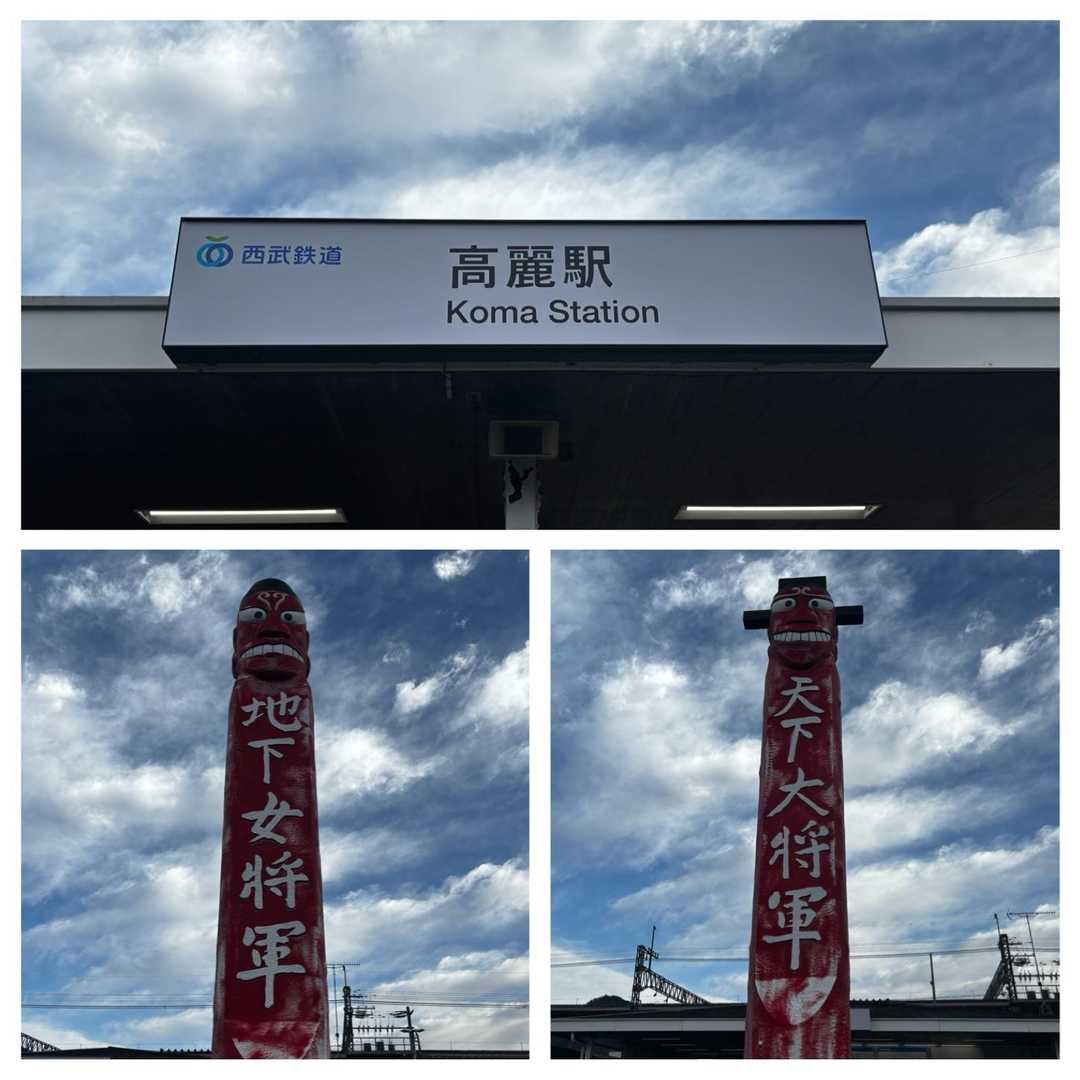 西武鉄道
高麗駅
Koma Station
地下女将軍
天下大将軍